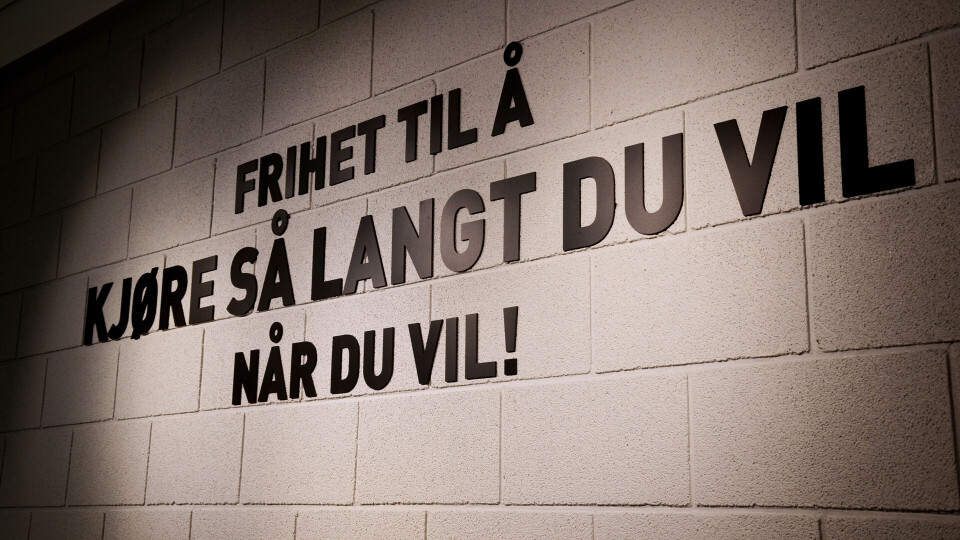 FRIHET TIL Å
KJØRE SÅ LANGT DU VIL
NÅR DU VIL!